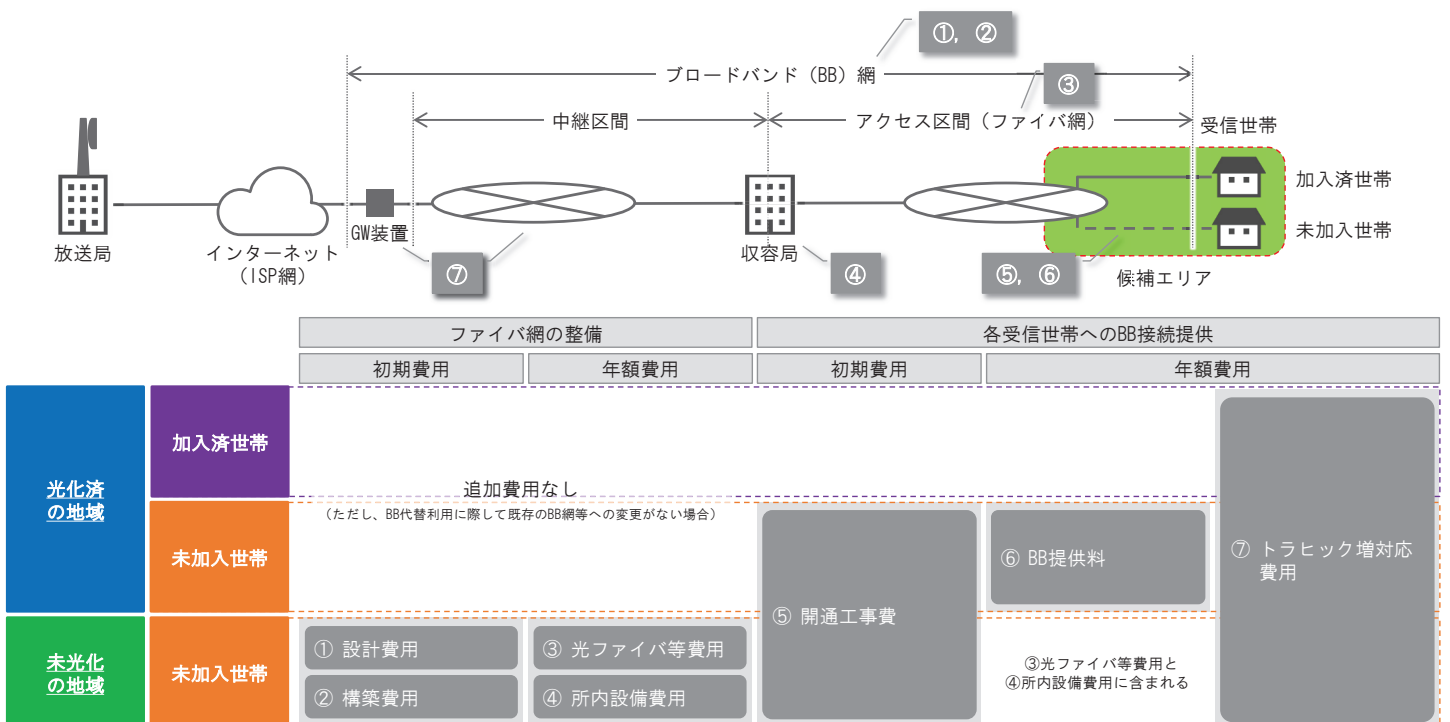 ①, ②
ブロードバンド（BB）網
③
中継区間
アクセス区間（ファイバ網）
受信世帯
加入済世帯
未加入世帯
放送局
インターネット
（ISP網）
GW装置
収容局
候補エリア
⑦
④
⑤, ⑥
ファイバ網の整備
各受信世帯へのBB接続提供
初期費用
年額費用
初期費用
年額費用
光化済
の地域
加入済世帯
追加費用なし
（ただし、BB代替利用に際して既存のBB網等への変更がない場合）
未加入世帯
⑤ 開通工事費
⑥ BB提供料
⑦ トラヒック増対応
費用
未光化
の地域
未加入世帯
① 設計費用
② 構築費用
③ 光ファイバ等費用
④ 所内設備費用
③光ファイバ等費用と
④所内設備費用に含まれる